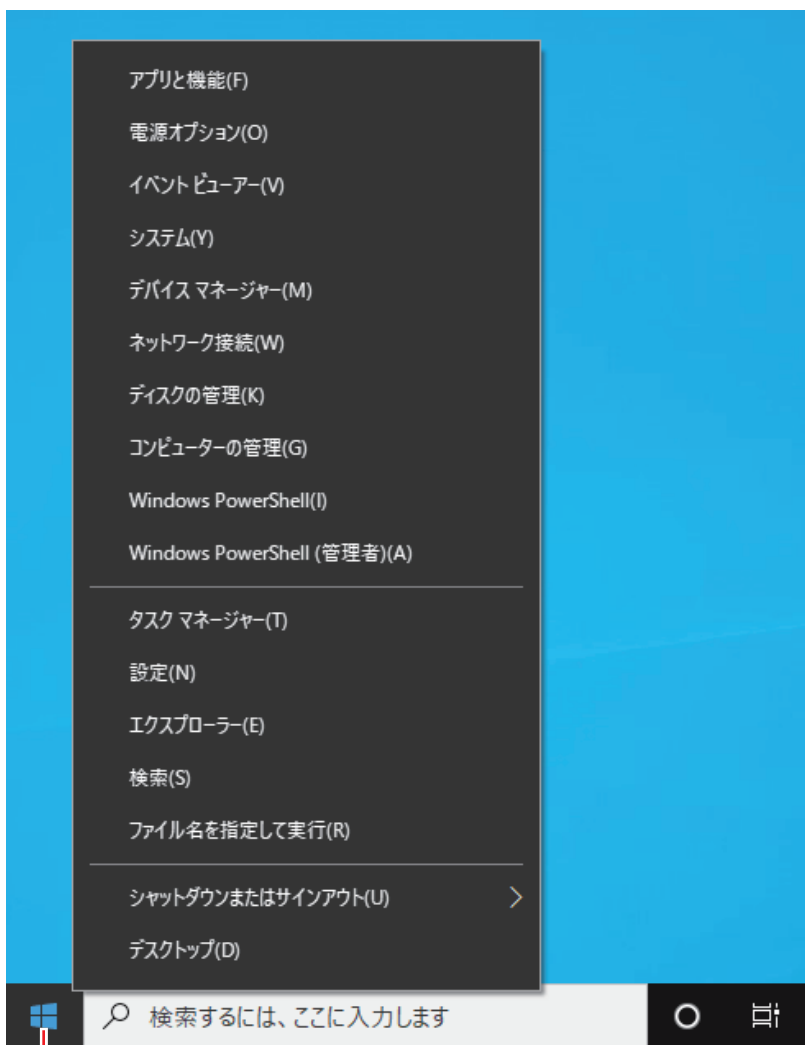 アプリと機能(F)
電源オプション(O)
イベント ビューアー(V)
システム(Y)
デバイス マネージャー(M)
ネットワーク接続(W)
ディスクの管理(K)
コンピューターの管理(G)
Windows PowerShell(I)
Windows PowerShell (管理者)(A)
タスク マネージャー(T)
設定(N)
エクスプローラー(E)
検索(S)
ファイル名を指定して実行(R)
シャットダウンまたはサインアウト(U)
デスクトップ(D)
検索するには、ここに入力します